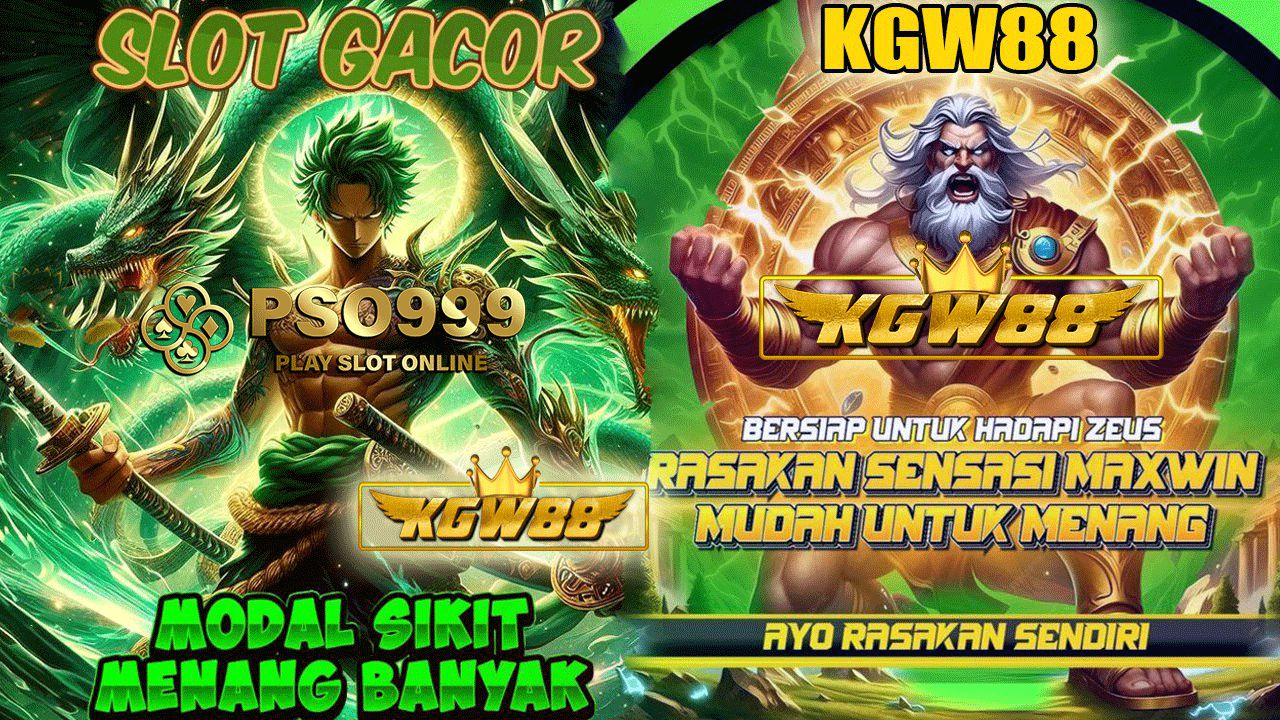 SLOT GACOR
PSO999
PLAY SLOT ONLINE
KGW88
MODAL SIKIT
MENANG BANYAK
KGW88
KGW88
BERSIAP UNTUK HADAPI ZEUS
RASAKAN SENSASI MAXWIN
MUDAH UNTUK MENANG
AYO RASAKAN SENDIRI